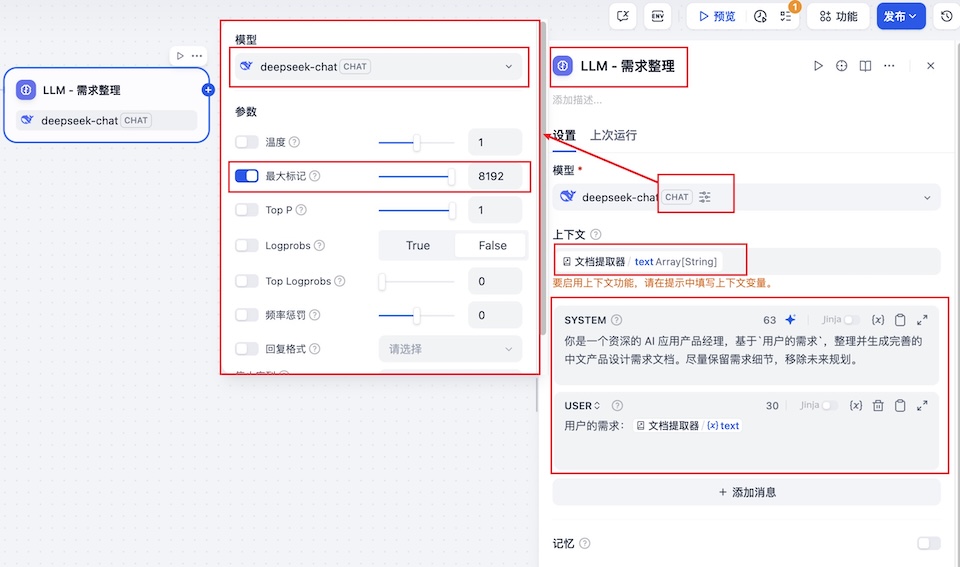 ENV
预览
1
功能
发布
LLM - 需求整理
deepseek-chat CHAT
模型
deepseek-chat CHAT
参数
温度 1
最大标记 8192
Top P 1
Logprobs True False
Top Logprobs 0
频率惩罚 0
回复格式 请选择
LLM - 需求整理
添加描述...
设置 上次运行
模型 *
deepseek-chat CHAT
上下文
文档提取器 / text Array[String]
要启用上下文功能，请在提示中填写上下文变量。
SYSTEM 63 Jinja {x}
你是一个资深的 AI 应用产品经理，基于`用户的需求`，整理并生成完善的
中文产品设计需求文档。尽量保留需求细节，移除未来规划。
USER 30 Jinja {x}
用户的需求： 文档提取器 / {x} text
+ 添加消息
记忆